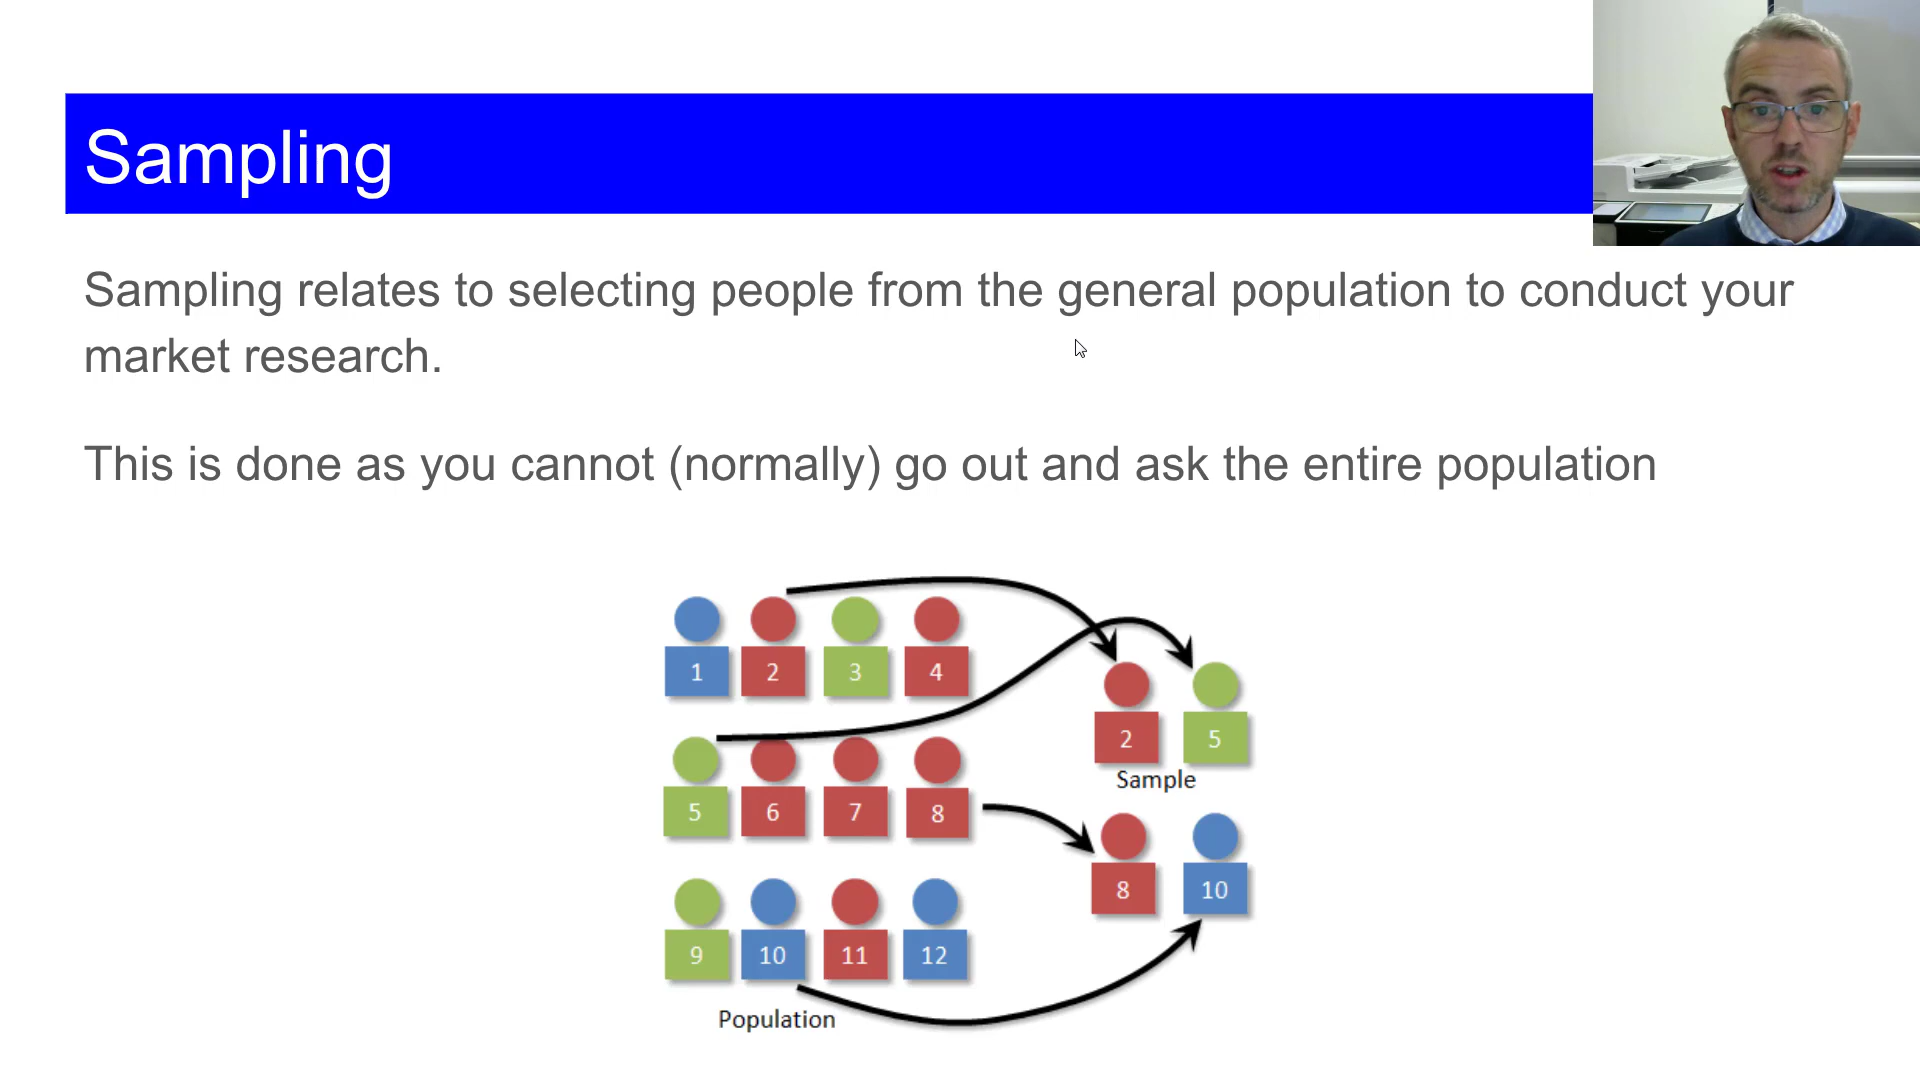 Sampling
Sampling relates to selecting people from the general population to conduct your
market research.
This is done as you cannot (normally) go out and ask the entire population
1 2 3 4
5 6 7 8
9 10 11 12
Population
2 5
Sample
8 10